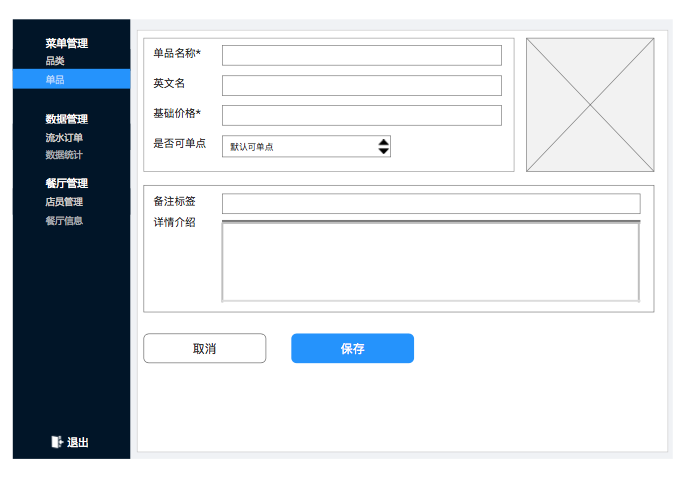 菜单管理
品类
单品
数据管理
流水订单
数据统计
餐厅管理
店员管理
餐厅信息
退出
单品名称*
英文名
基础价格*
是否可单点
默认可单点
备注标签
详情介绍
取消
保存